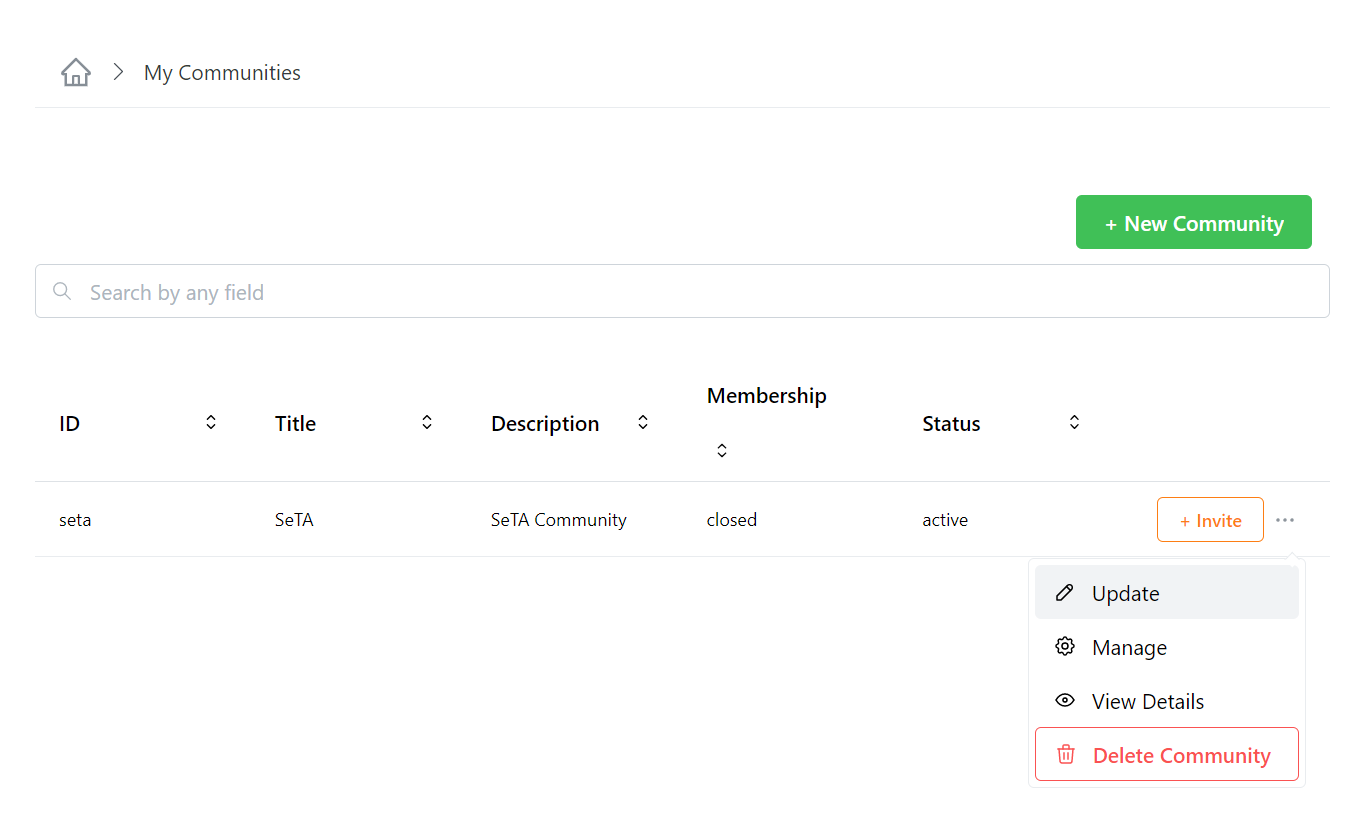 My Communities
+ New Community
Search by any field
ID Title Description Membership Status
seta SeTA SeTA Community closed active + Invite
Update
Manage
View Details
Delete Community